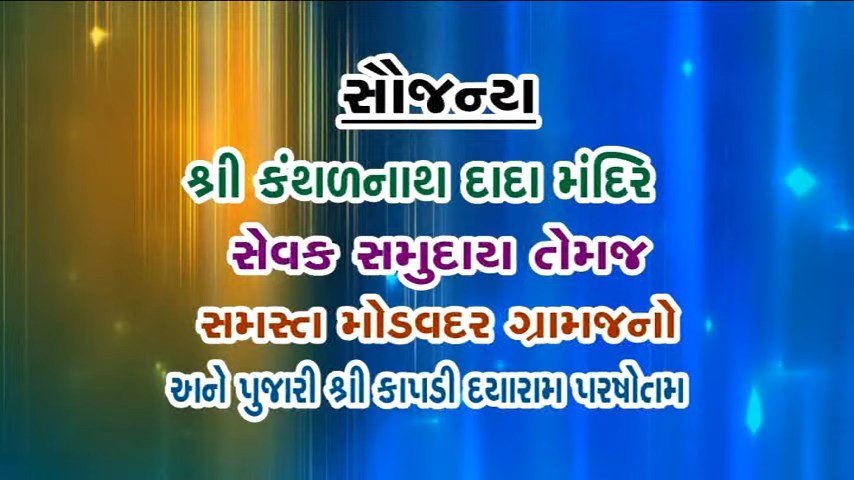 સૌજન્ય
શ્રી કંથળનાથ દાદા મંદિર
સેવક સમુદાય તેમજ
સમસ્ત મોડવદર ગ્રામજનો
અને પુજારી શ્રી કાપડી દયારામ પરષોતમ